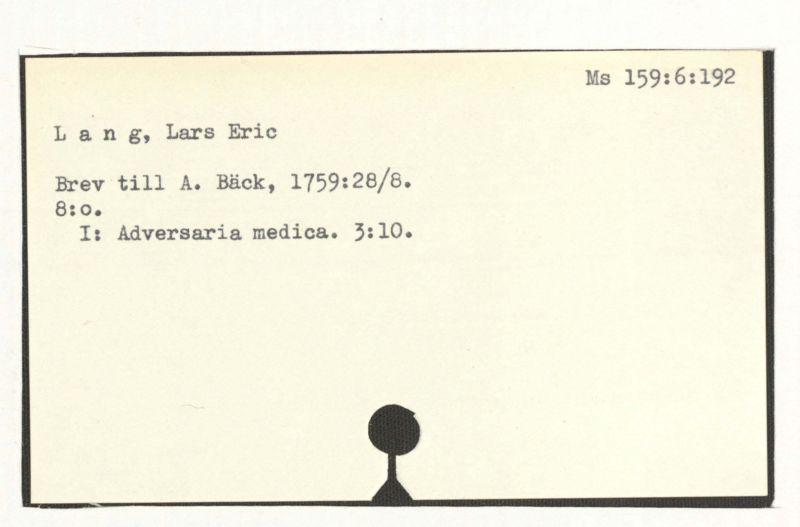 Ms 159:6:192
L a n g, Lars Eric
Brev till A. Bäck, 1759:28/8.
8:o.
I: Adversaria medica. 3:10.